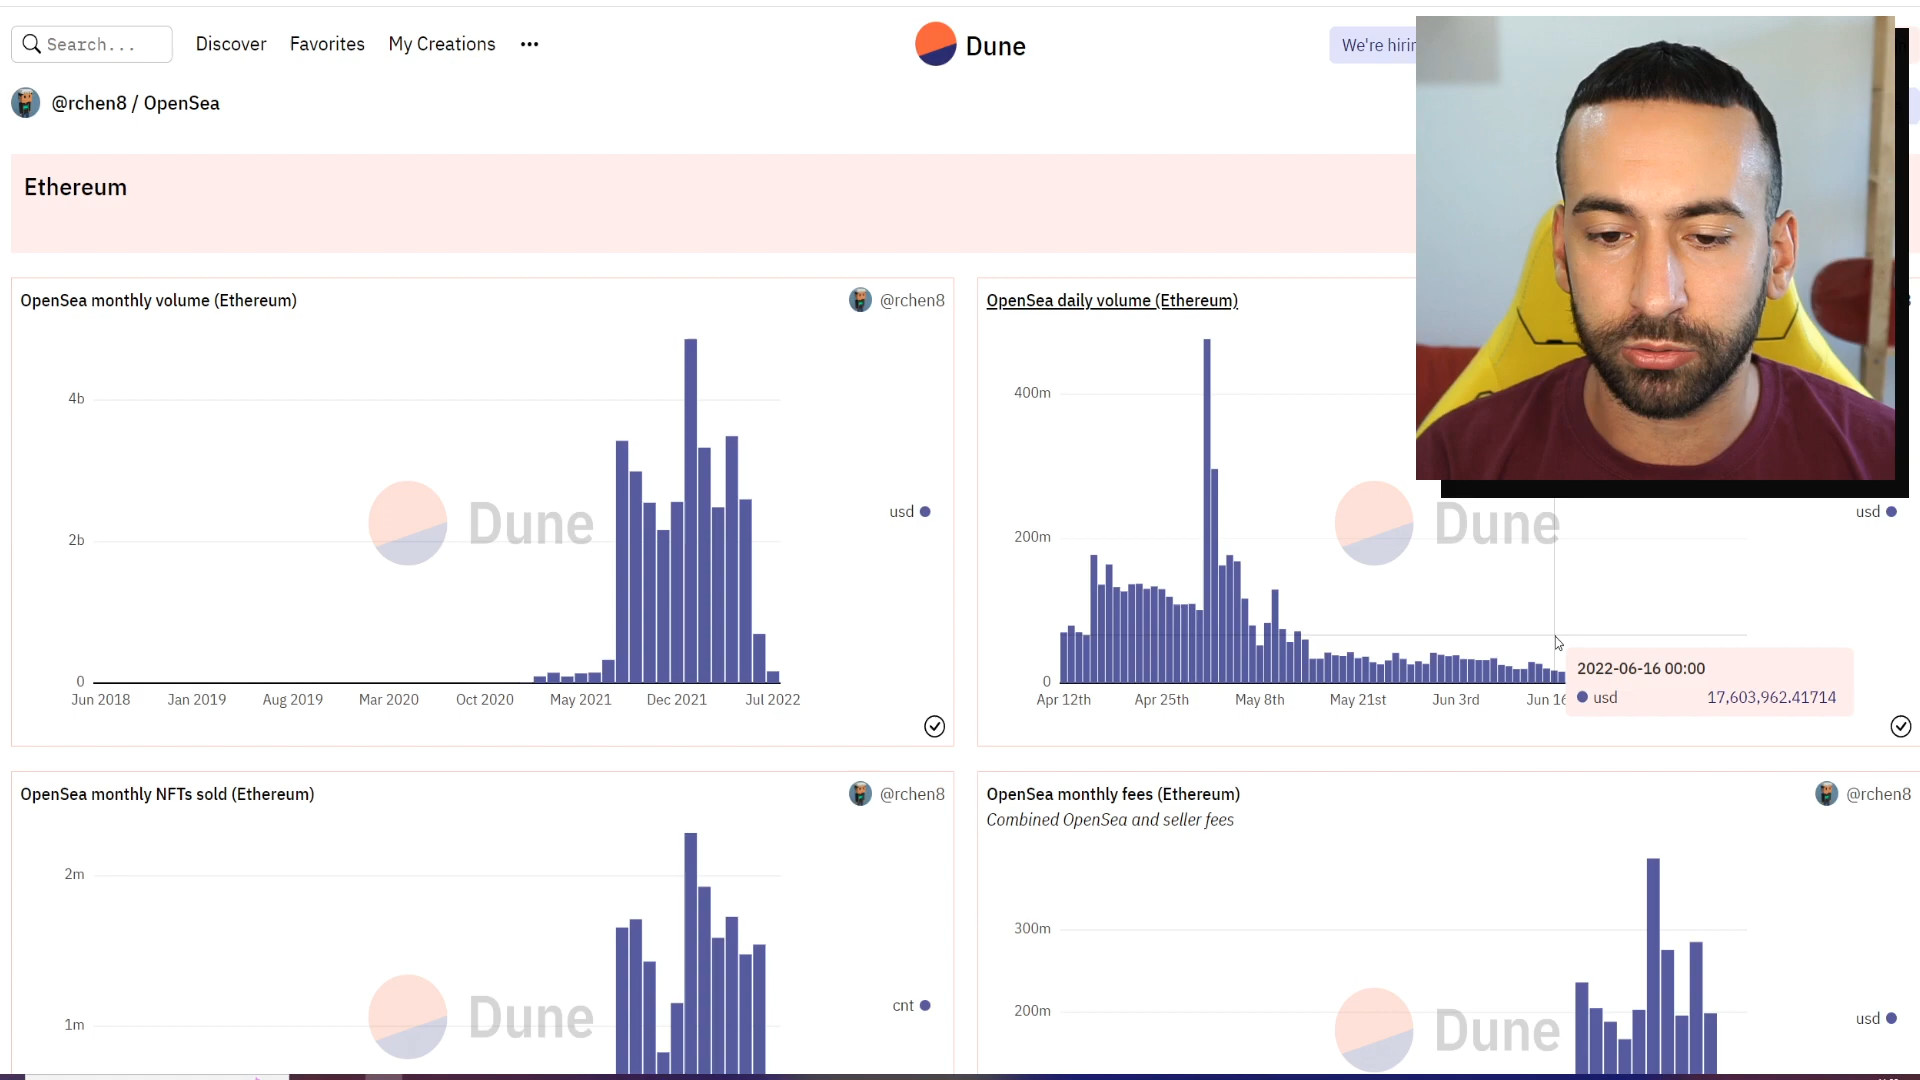 Search...
Discover
Favorites
My Creations
Dune
We're hirin
@rchen8 / OpenSea
Ethereum
OpenSea monthly volume (Ethereum)
@rchen8
4b
2b
0
Dune
usd
Jun 2018
Jan 2019
Aug 2019
Mar 2020
Oct 2020
May 2021
Dec 2021
Jul 2022
OpenSea daily volume (Ethereum)
400m
200m
0
Dune
usd
Apr 12th
Apr 25th
May 8th
May 21st
Jun 3rd
Jun 16
2022-06-16 00:00
usd 17,603,962.41714
OpenSea monthly NFTs sold (Ethereum)
@rchen8
2m
1m
Dune
cnt
OpenSea monthly fees (Ethereum)
@rchen8
Combined OpenSea and seller fees
300m
200m
Dune
usd